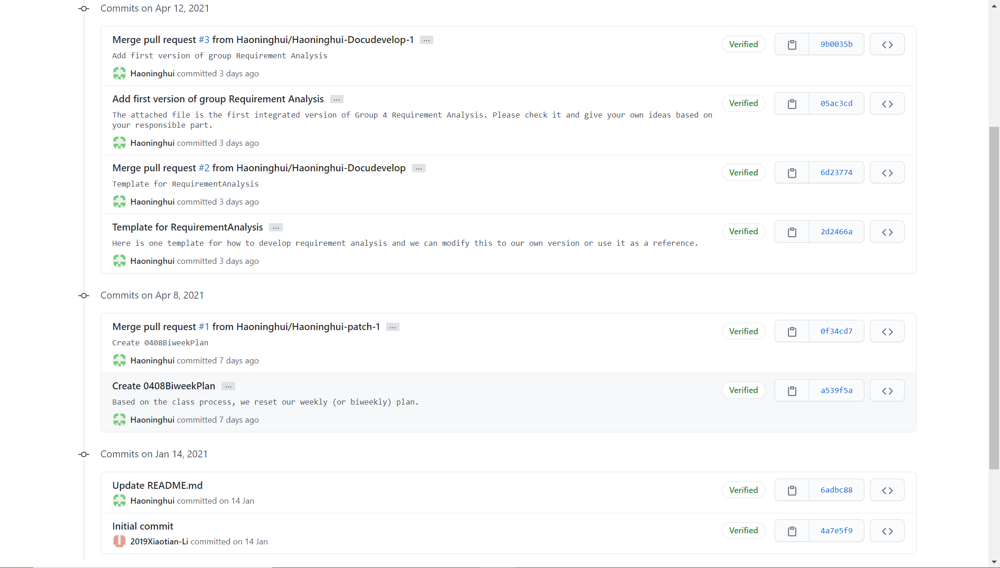 Commits on Apr 12, 2021
Merge pull request #3 from Haoninghui/Haoninghui-Docudevelop-1 ...
Verified
9b0035b
Add first version of group Requirement Analysis
Haoninghui committed 3 days ago
Add first version of group Requirement Analysis ...
Verified
05ac3cd
The attached file is the first integrated version of Group 4 Requirement Analysis. Please check it and give your own ideas based on
your responsible part.
Haoninghui committed 3 days ago
Merge pull request #2 from Haoninghui/Haoninghui-Docudevelop ...
Verified
6d23774
Template for RequirementAnalysis
Haoninghui committed 3 days ago
Template for RequirementAnalysis ...
Verified
2d2466a
Here is one template for how to develop requirement analysis and we can modify this to our own version or use it as a reference.
Haoninghui committed 3 days ago
Commits on Apr 8, 2021
Merge pull request #1 from Haoninghui/Haoninghui-patch-1 ...
Verified
0f34cd7
Create 0408BiweekPlan
Haoninghui committed 7 days ago
Create 0408BiweekPlan ...
Verified
a539f5a
Based on the class process, we reset our weekly (or biweekly) plan.
Haoninghui committed 7 days ago
Commits on Jan 14, 2021
Update README.md
Verified
6adbc88
Haoninghui committed on 14 Jan
Initial commit
Verified
4a7e5f9
2019Xiaotian-Li committed on 14 Jan